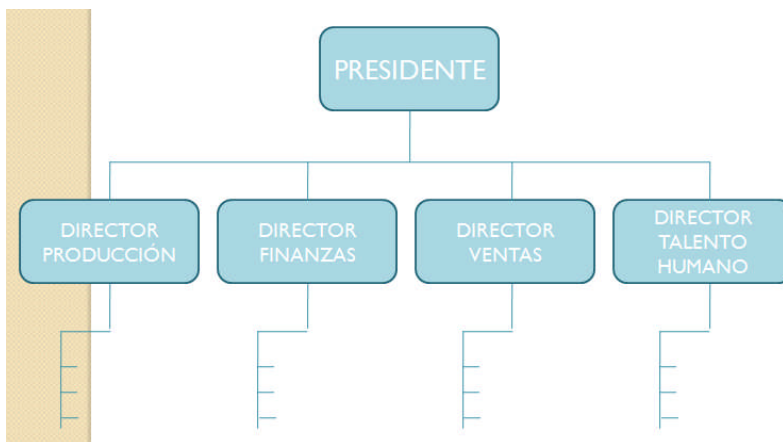 PRESIDENTE
DIRECTOR
PRODUCCIÓN
DIRECTOR
FINANZAS
DIRECTOR
VENTAS
DIRECTOR
TALENTO
HUMANO